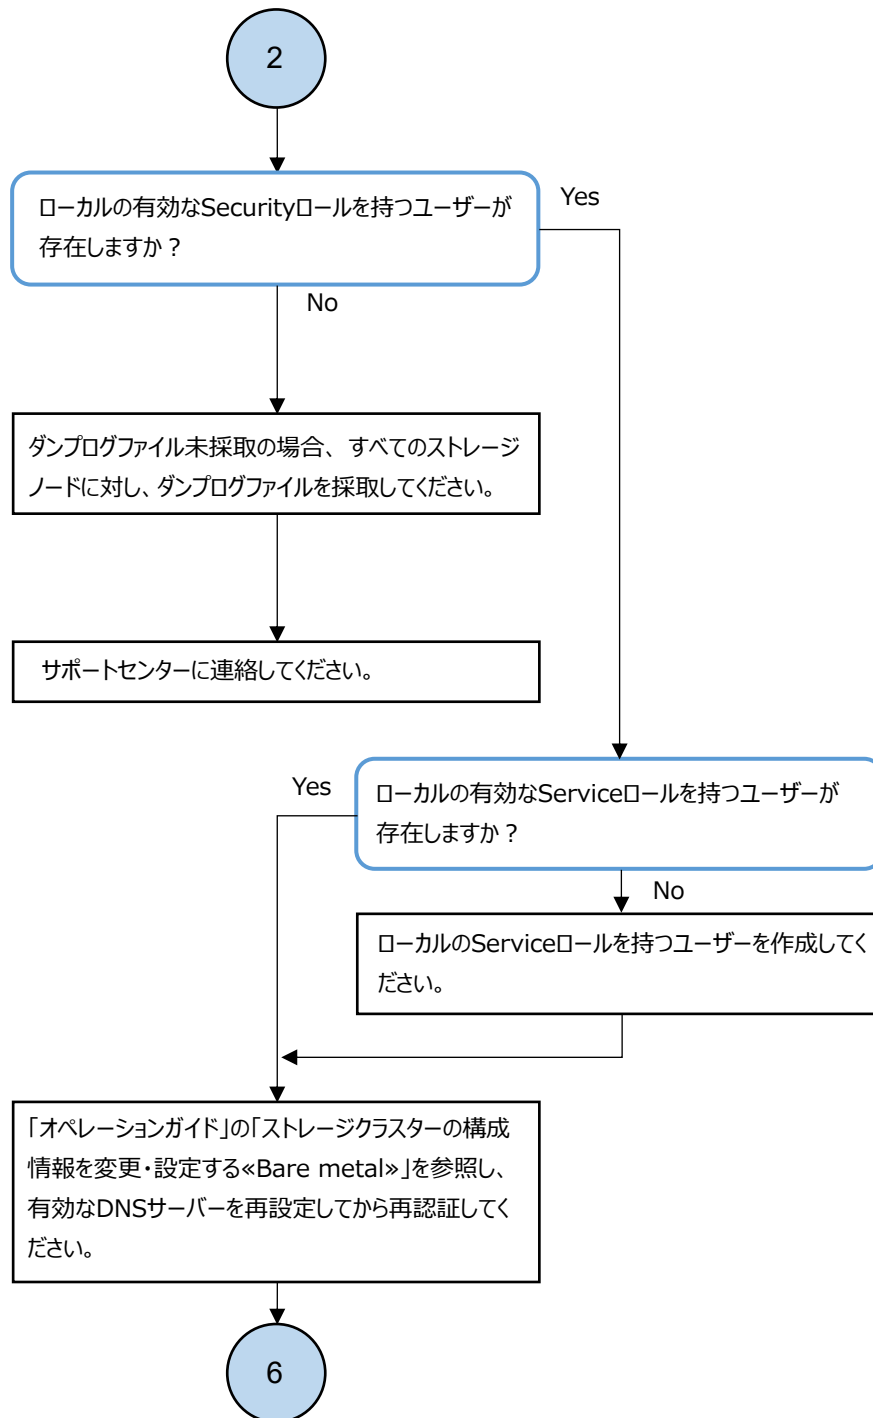 2
ローカルの有効なSecurityロールを持つユーザーが
存在しますか？
Yes
No
ダンプログファイル未採取の場合、すべてのストレージ
ノードに対し、ダンプログファイルを採取してください。
サポートセンターに連絡してください。
Yes
ローカルの有効なServiceロールを持つユーザーが
存在しますか？
No
ローカルのServiceロールを持つユーザーを作成してく
ださい。
「オペレーションガイド」の「ストレージクラスターの構成
情報を変更・設定する«Bare metal»」を参照し、
有効なDNSサーバーを再設定してから再認証してく
ださい。
6